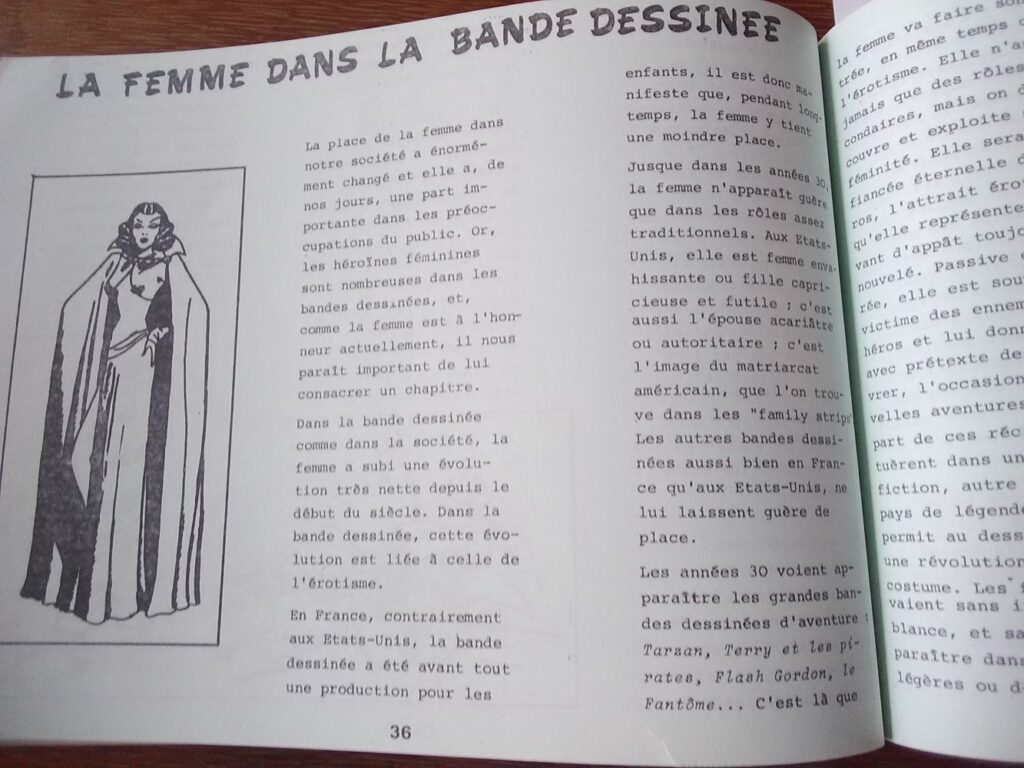 LA FEMME DANS LA BANDE DESSINEE
La place de la femme dans
notre société a énormé-
ment changé et elle a, de
nos jours, une part im-
portante dans les préoc-
cupations du public. Or,
les héroïnes féminines
sont nombreuses dans les
bandes dessinées, et,
comme la femme est à l'hon-
neur actuellement, il nous
paraît important de lui
consacrer un chapitre.
Dans la bande dessinée
comme dans la société, la
femme a subi une évolu-
tion très nette depuis le
début du siècle. Dans la
bande dessinée, cette évo-
lution est liée à celle de
l'érotisme.
En France, contrairement
aux Etats-Unis, la bande
dessinée a été avant tout
une production pour les
enfants, il est donc ma-
nifeste que, pendant long-
temps, la femme y tient
une moindre place.
Jusque dans les années 30,
la femme n'apparaît guère
que dans les rôles assez
traditionnels. Aux Etats-
Unis, elle est femme enva-
hissante ou fille capri-
cieuse et futile ; c'est
aussi l'épouse acariâtre
ou autoritaire ; c'est
l'image du matriarcat
américain, que l'on trou-
ve dans les "family strips"
Les autres bandes dessi-
nées aussi bien en Fran-
ce qu'aux Etats-Unis, ne
lui laissent guère de
place.
Les années 30 voient ap-
paraître les grandes ban-
des dessinées d'aventure :
Tarzan, Terry et les pi-
rates, Flash Gordon, le
Fantôme... C'est là que
36
la femme va faire
trée, en même temps
l'érotisme. Elle
jamais que des rôles
condaires, mais on
couvre et exploite
féminité. Elle sera
fiancée éternelle
ros, l'attrait
qu'elle représente
vant d'appât
nouvelé. Passive
rée, elle est
victime des
héros et lui
avec prétexte de
vrer, l'occasion
velles aventures
part de ces
tuèrent dans un
fiction, autre
pays de légende
permit au
une révolution
costume. Les
vaient sans
blance, et
paraître dans
légères ou